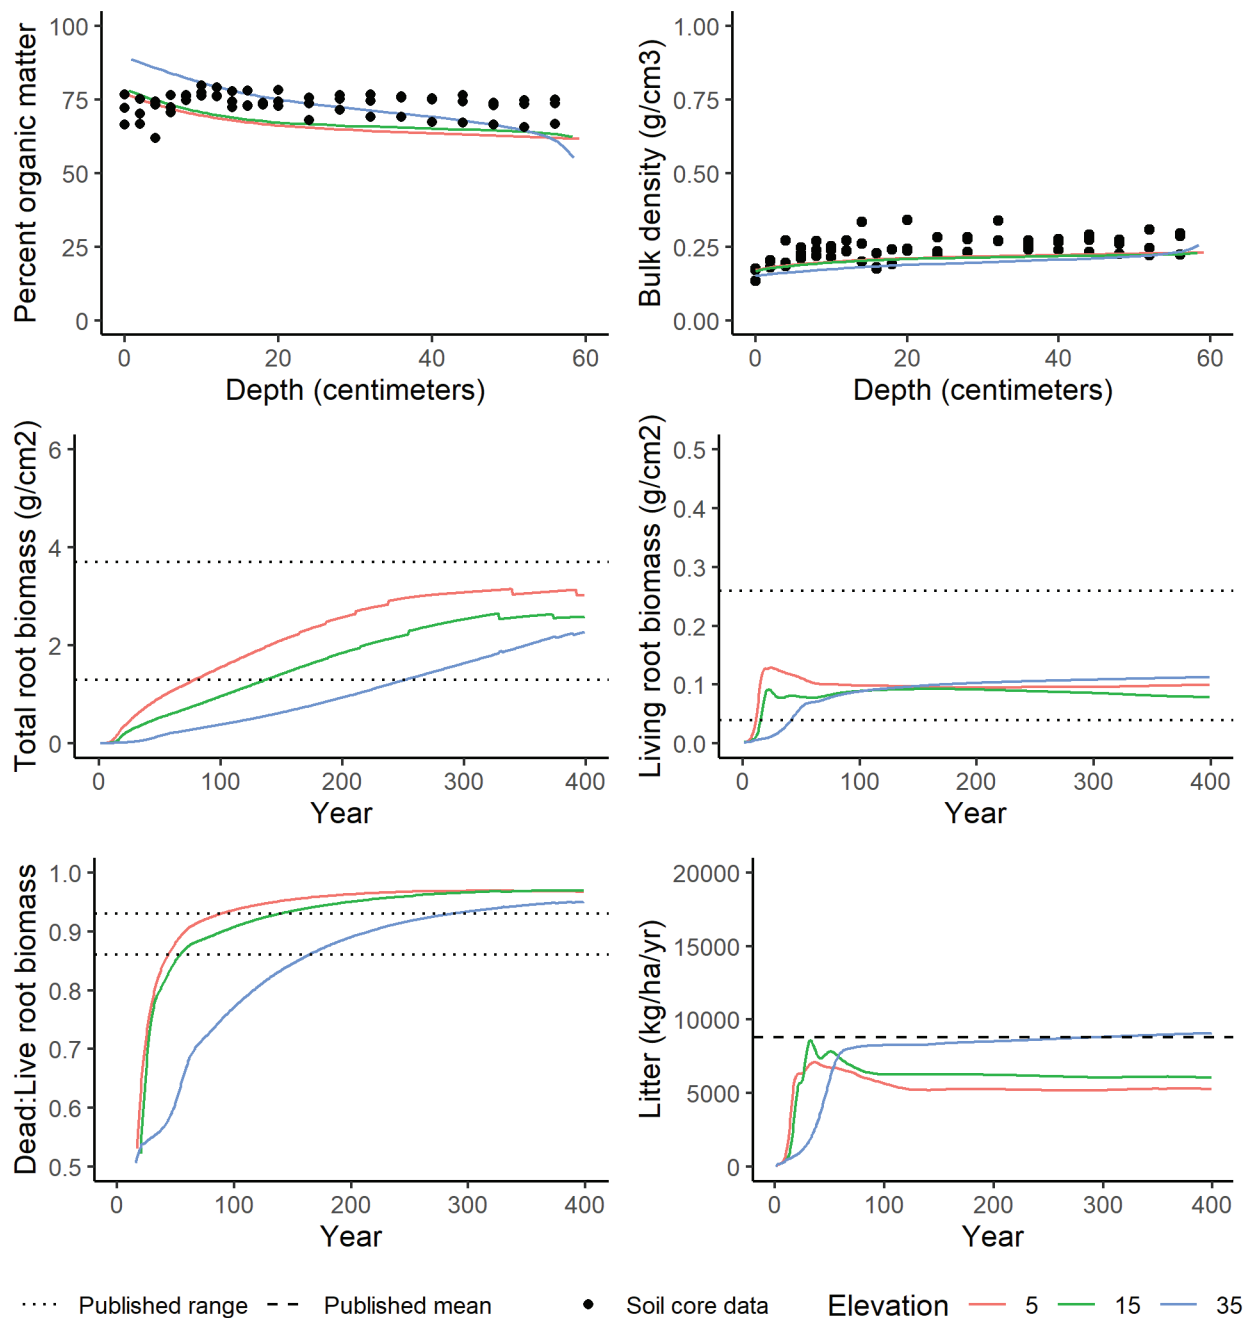 Percent organic matter
100
75
50
25
0
0 20 40 60
Depth (centimeters)
Bulk density (g/cm3)
1.00
0.75
0.50
0.25
0.00
0 20 40 60
Depth (centimeters)
Total root biomass (g/cm2)
6
4
2
0
0 100 200 300 400
Year
Living root biomass (g/cm2)
0.5
0.4
0.3
0.2
0.1
0.0
0 100 200 300 400
Year
Dead:Live root biomass
1.0
0.9
0.8
0.7
0.6
0.5
0 100 200 300 400
Year
Litter (kg/ha/yr)
20000
15000
10000
5000
0
0 100 200 300 400
Year
Published range Published mean Soil core data Elevation 5 15 35